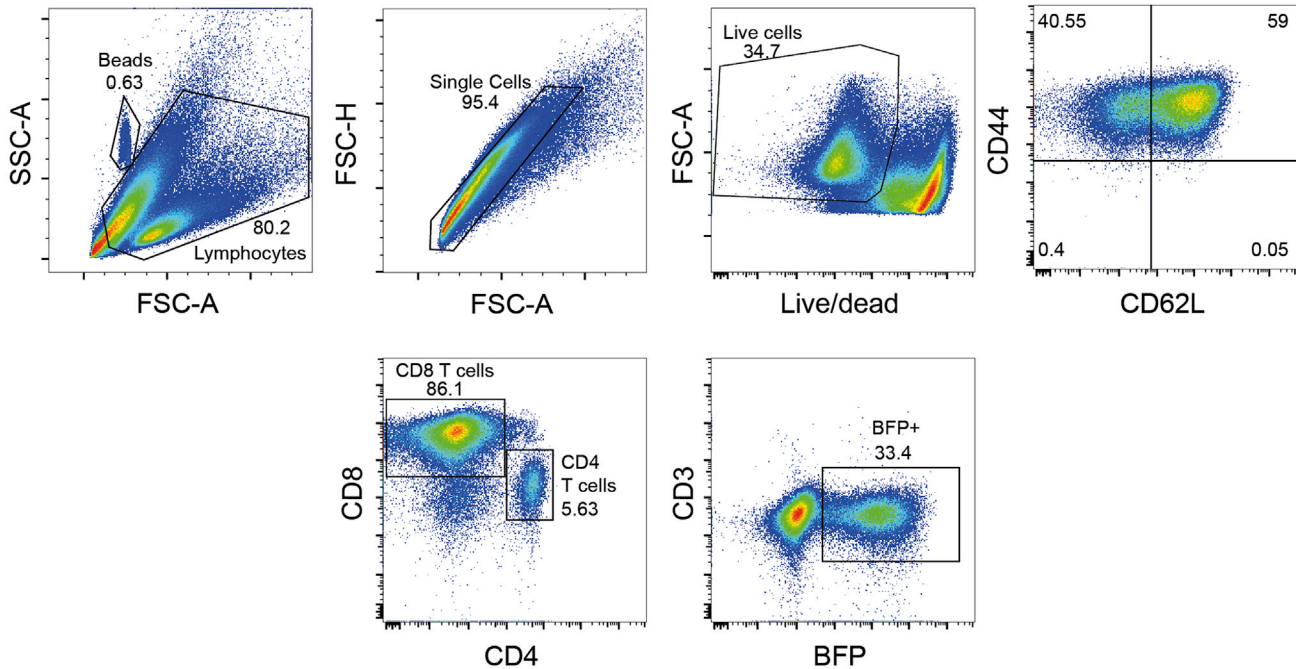 Beads
0.63
80.2
Lymphocytes
SSC-A
FSC-A
Single Cells
95.4
FSC-H
FSC-A
Live cells
34.7
FSC-A
Live/dead
40.55
59
0.4
0.05
CD44
CD62L
CD8 T cells
86.1
CD4
T cells
5.63
CD8
CD4
BFP+
33.4
CD3
BFP